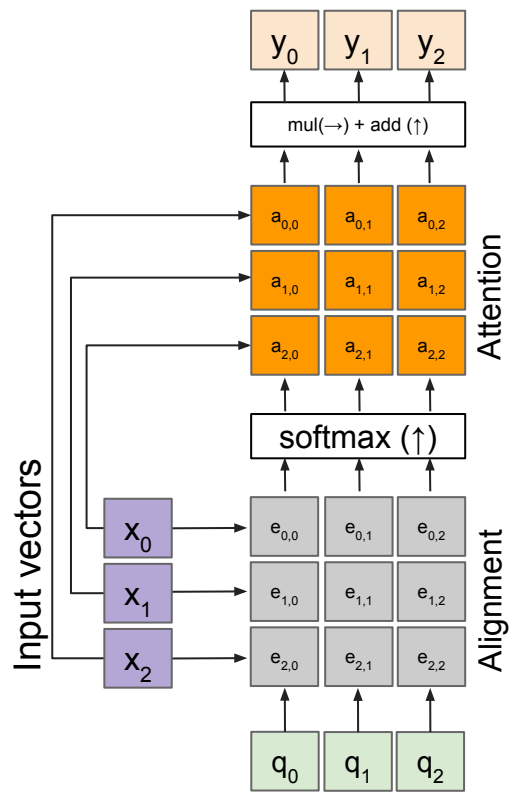 y0 y1 y2
mul(→) + add (↑)
a0,0 a0,1 a0,2
a1,0 a1,1 a1,2
a2,0 a2,1 a2,2
Attention
softmax (↑)
Input vectors
x0 e0,0 e0,1 e0,2
x1 e1,0 e1,1 e1,2
x2 e2,0 e2,1 e2,2
Alignment
q0 q1 q2